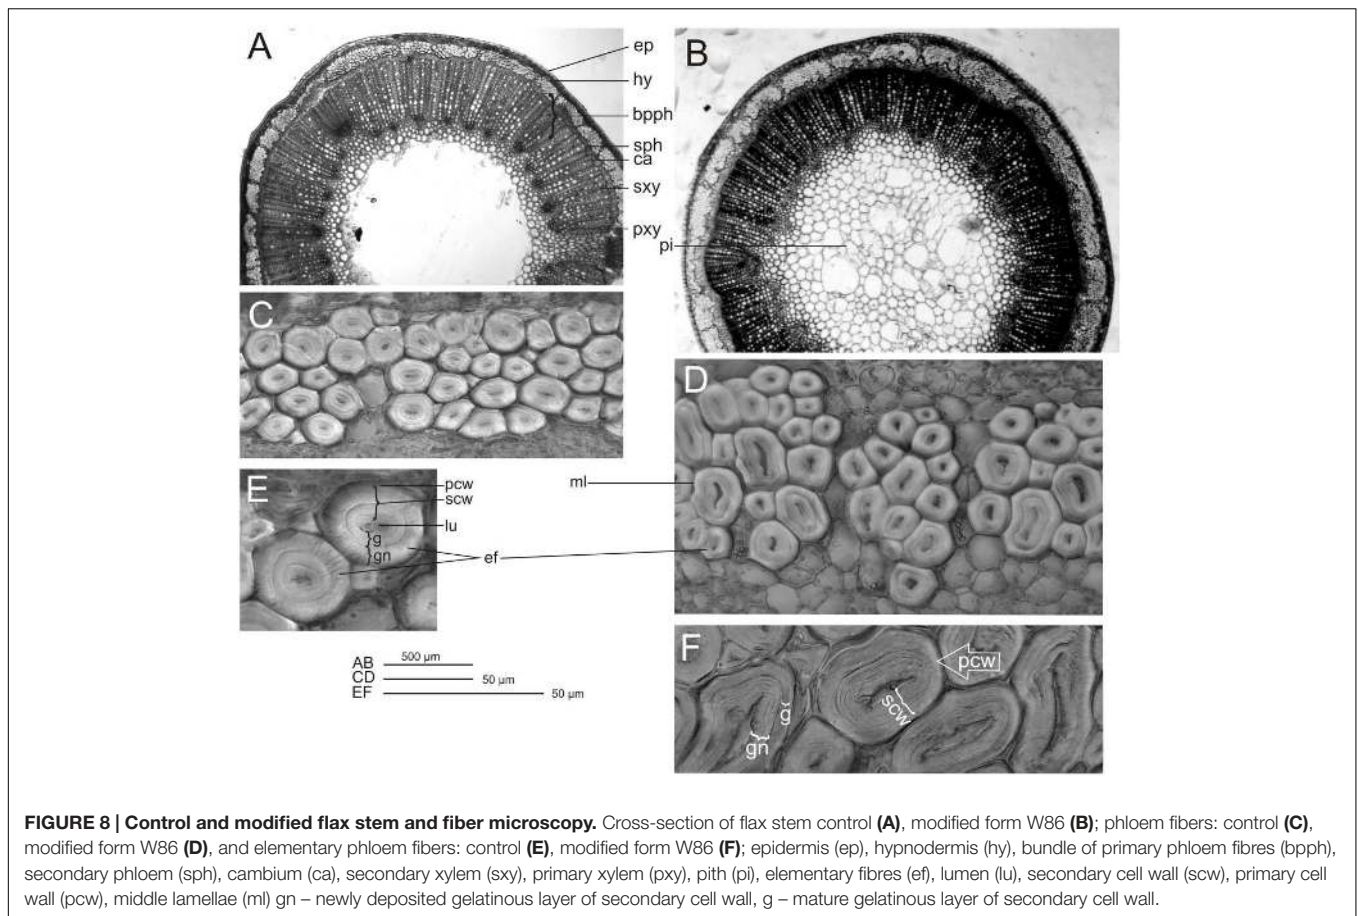 A
ep
hy
bpph
sph
ca
sxy
pxy
B
pi
C
D
E
pcw
scw
lu
g
gn
ef
ml
F
pcw
scw
g
gn
AB 500 µm
CD 50 µm
EF 50 µm
FIGURE 8 | Control and modified flax stem and fiber microscopy. Cross-section of flax stem control (A), modified form W86 (B); phloem fibers: control (C),
modified form W86 (D), and elementary phloem fibers: control (E), modified form W86 (F); epidermis (ep), hypnodermis (hy), bundle of primary phloem fibres (bpph),
secondary phloem (sph), cambium (ca), secondary xylem (sxy), primary xylem (pxy), pith (pi), elementary fibres (ef), lumen (lu), secondary cell wall (scw), primary cell
wall (pcw), middle lamellae (ml) gn – newly deposited gelatinous layer of secondary cell wall, g – mature gelatinous layer of secondary cell wall.